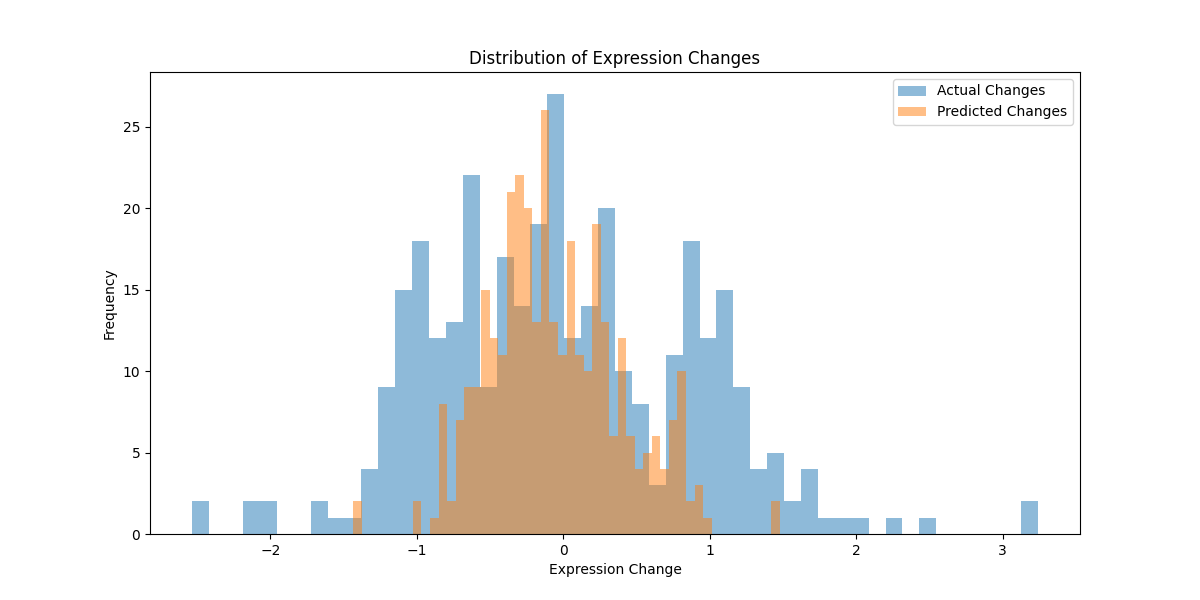 Distribution of Expression Changes
Actual Changes
Predicted Changes
Frequency
25
20
15
10
5
0
−2
−1
0
1
2
3
Expression Change